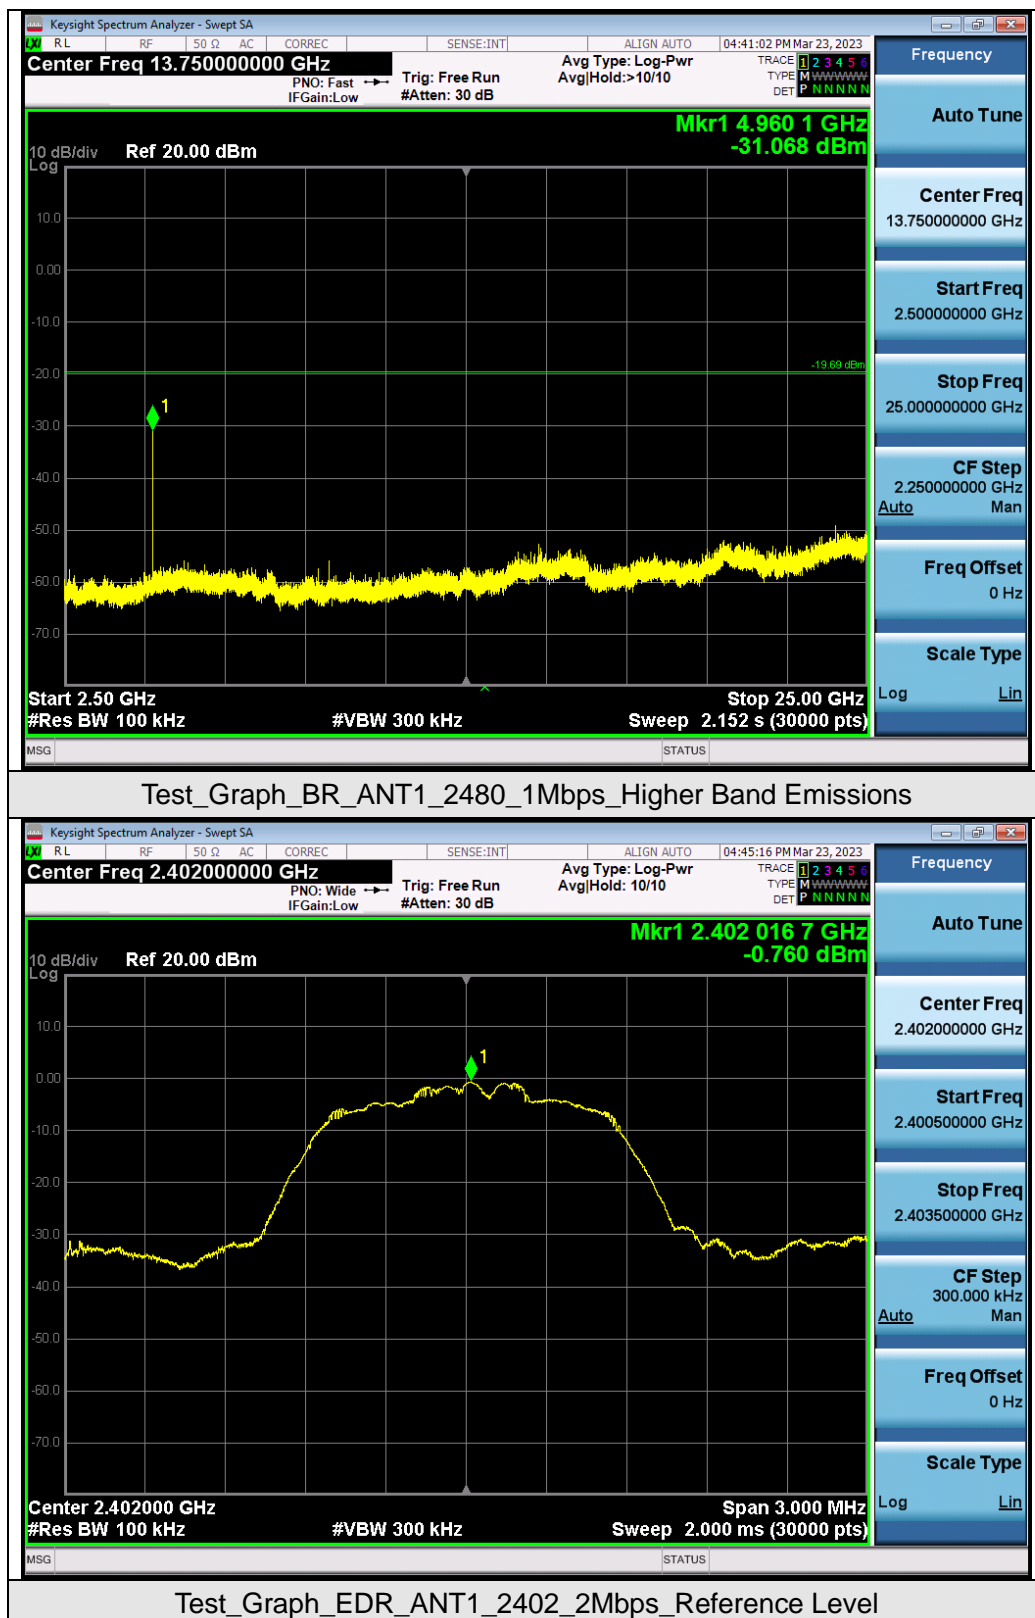 Keysight Spectrum Analyzer - Swept SA
LXI RL RF 50 Ω AC CORREC SENSE:INT ALIGN AUTO 04:41:02 PM Mar 23, 2023
Center Freq 13.750000000 GHz
PNO: Fast
IFGain:Low
Trig: Free Run
#Atten: 30 dB
Avg Type: Log-Pwr
Avg|Hold:>10/10
TRACE 1 2 3 4 5 6
TYPE M WWWWW
DET P N N N N N
Mkr1 4.960 1 GHz
-31.068 dBm
10 dB/div Ref 20.00 dBm
Log
10.0
0.00
-10.0
-19.69 dBm
-20.0
1
-30.0
-40.0
-50.0
-60.0
-70.0
Start 2.50 GHz Stop 25.00 GHz
#Res BW 100 kHz #VBW 300 kHz Sweep 2.152 s (30000 pts)
MSG STATUS
Frequency
Auto Tune
Center Freq
13.750000000 GHz
Start Freq
2.500000000 GHz
Stop Freq
25.000000000 GHz
CF Step
2.250000000 GHz
Auto Man
Freq Offset
0 Hz
Scale Type
Log Lin
Test_Graph_BR_ANT1_2480_1Mbps_Higher Band Emissions
Keysight Spectrum Analyzer - Swept SA
LXI RL RF 50 Ω AC CORREC SENSE:INT ALIGN AUTO 04:45:16 PM Mar 23, 2023
Center Freq 2.402000000 GHz
PNO: Wide
IFGain:Low
Trig: Free Run
#Atten: 30 dB
Avg Type: Log-Pwr
Avg|Hold: 10/10
TRACE 1 2 3 4 5 6
TYPE M WWWWW
DET P N N N N N
Mkr1 2.402 016 7 GHz
-0.760 dBm
10 dB/div Ref 20.00 dBm
Log
10.0
1
0.00
-10.0
-20.0
-30.0
-40.0
-50.0
-60.0
-70.0
Center 2.402000 GHz Span 3.000 MHz
#Res BW 100 kHz #VBW 300 kHz Sweep 2.000 ms (30000 pts)
MSG STATUS
Frequency
Auto Tune
Center Freq
2.402000000 GHz
Start Freq
2.400500000 GHz
Stop Freq
2.403500000 GHz
CF Step
300.000 kHz
Auto Man
Freq Offset
0 Hz
Scale Type
Log Lin
Test_Graph_EDR_ANT1_2402_2Mbps_Reference Level